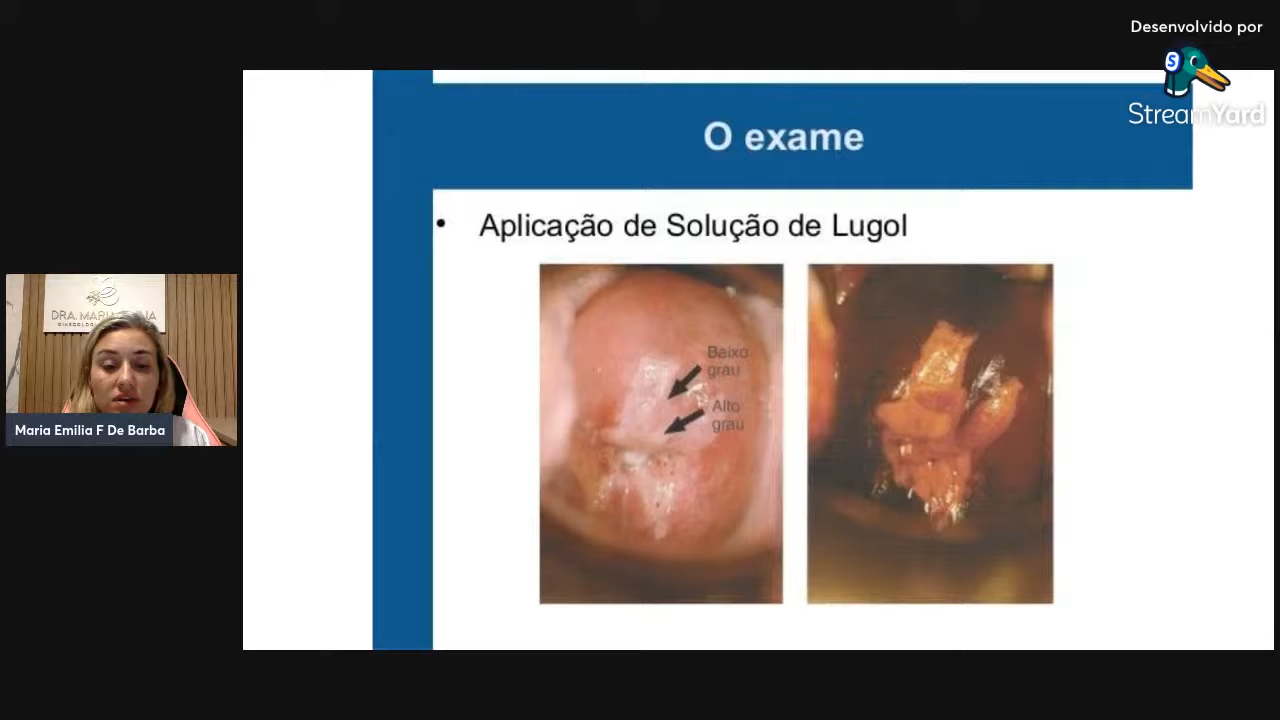 Desenvolvido por
StreamYard
O exame
• Aplicação de Solução de Lugol
Baixo
grau
Alto
grau
DRA. MARIA
Maria Emilia F De Barba